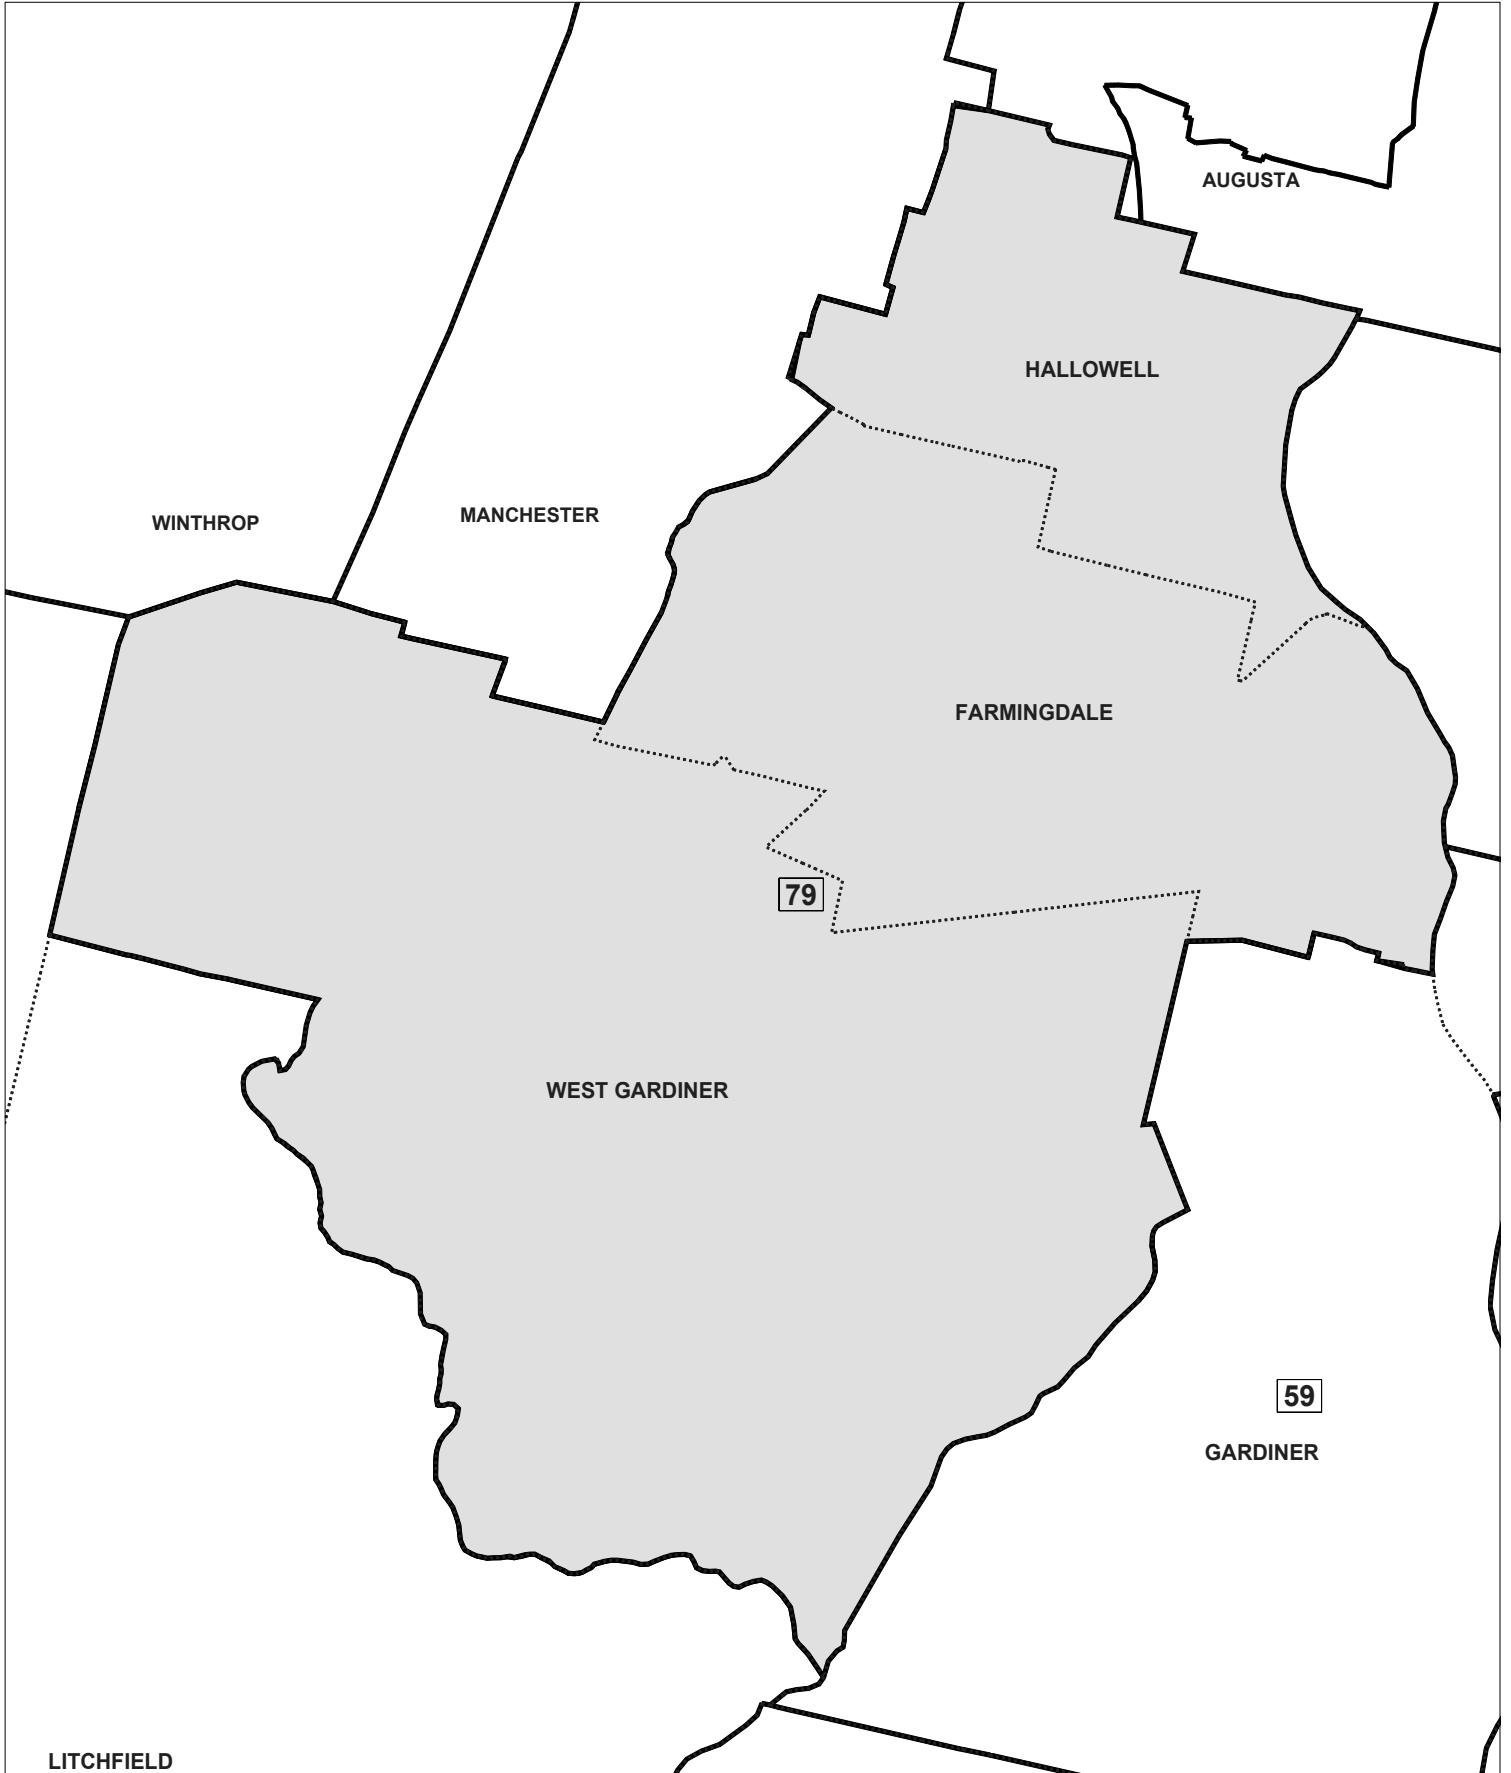 AUGUSTA
HALLOWELL
WINTHROP
MANCHESTER
FARMINGDALE
79
WEST GARDINER
59
GARDINER
LITCHFIELD